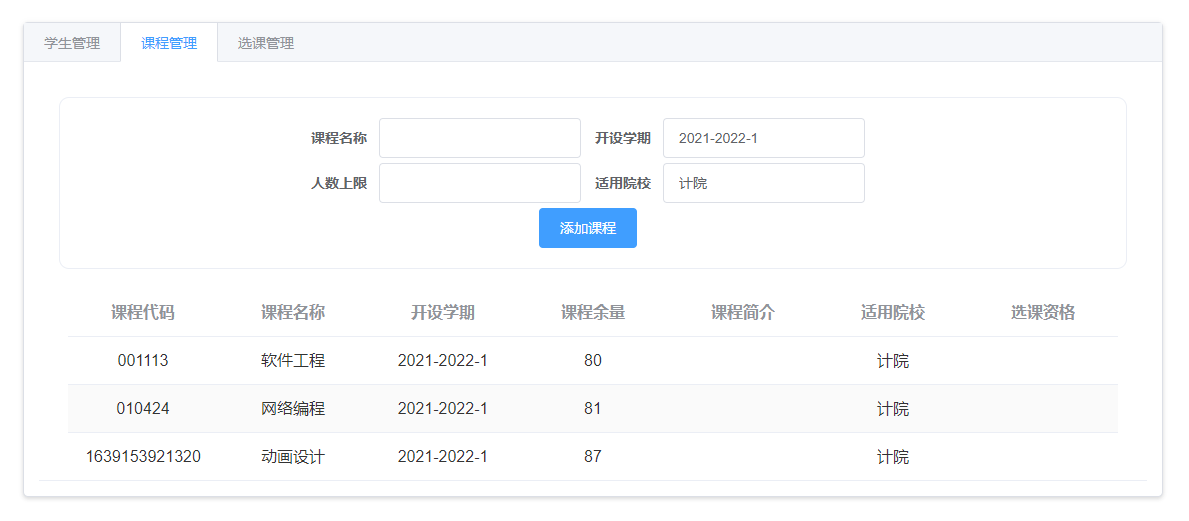 学生管理 课程管理 选课管理
课程名称 开设学期 2021-2022-1
人数上限 适用院校 计院
添加课程
课程代码 课程名称 开设学期 课程余量 课程简介 适用院校 选课资格
001113 软件工程 2021-2022-1 80 计院
010424 网络编程 2021-2022-1 81 计院
1639153921320 动画设计 2021-2022-1 87 计院